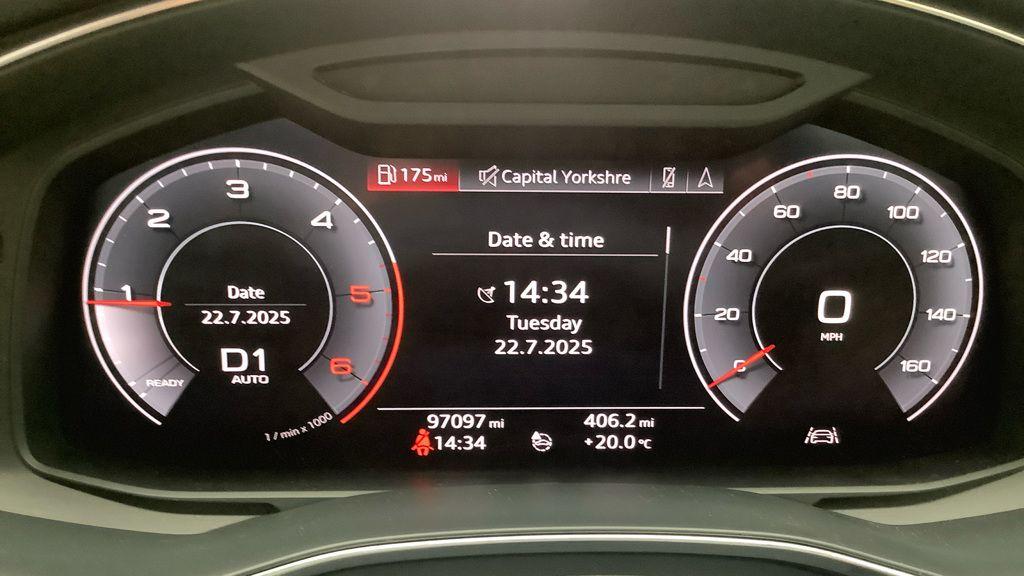 175 mi
Capital Yorkshre
1
2
3
4
5
6
READY
1 / min x 1000
Date
22.7.2025
D1
AUTO
Date & time
14:34
Tuesday
22.7.2025
97097 mi
406.2 mi
14:34
+20.0 °C
0
20
40
60
80
100
120
140
160
0
MPH